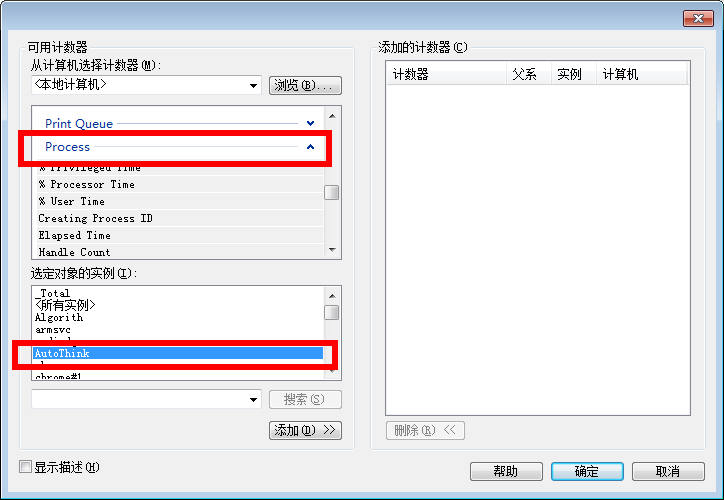 可用计数器
从计算机选择计数器(M):
<本地计算机>
浏览(B)...
Print Queue
Process
% Privileged Time
% Processor Time
% User Time
Creating Process ID
Elapsed Time
Handle Count
选定对象的实例(I):
_Total
<所有实例>
Algorith
armsvc
AutoThink
chrome#1
搜索(S)
添加(D) >>
显示描述(H)
添加的计数器(C)
计数器 父系 实例 计算机
删除(R) <<
帮助 确定 取消